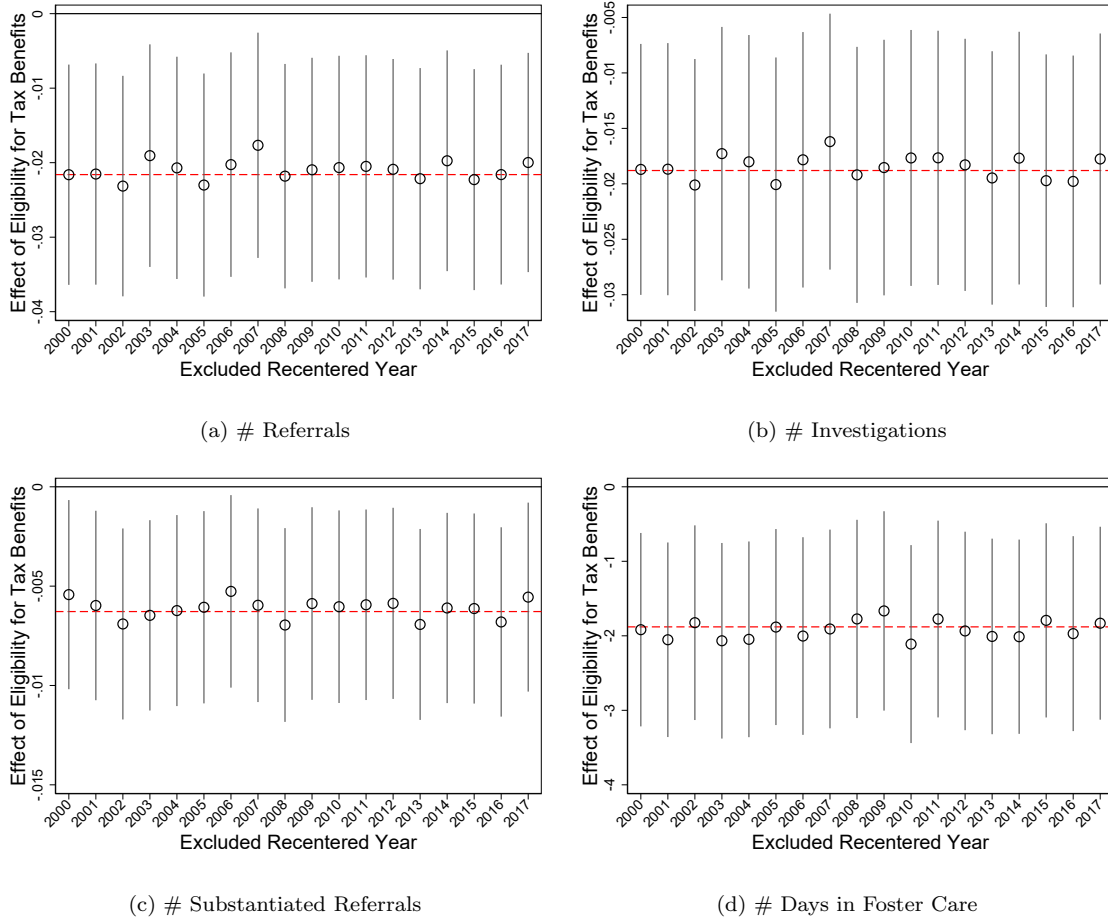 Effect of Eligibility for Tax Benefits
0
-.01
-.02
-.03
-.04
2000 2001 2002 2003 2004 2005 2006 2007 2008 2009 2010 2011 2012 2013 2014 2015 2016 2017
Excluded Recentered Year
(a) # Referrals
Effect of Eligibility for Tax Benefits
-.005
-.01
-.015
-.02
-.025
-.03
2000 2001 2002 2003 2004 2005 2006 2007 2008 2009 2010 2011 2012 2013 2014 2015 2016 2017
Excluded Recentered Year
(b) # Investigations
Effect of Eligibility for Tax Benefits
0
-.005
-.01
-.015
2000 2001 2002 2003 2004 2005 2006 2007 2008 2009 2010 2011 2012 2013 2014 2015 2016 2017
Excluded Recentered Year
(c) # Substantiated Referrals
Effect of Eligibility for Tax Benefits
0
-.1
-.2
-.3
-.4
2000 2001 2002 2003 2004 2005 2006 2007 2008 2009 2010 2011 2012 2013 2014 2015 2016 2017
Excluded Recentered Year
(d) # Days in Foster Care